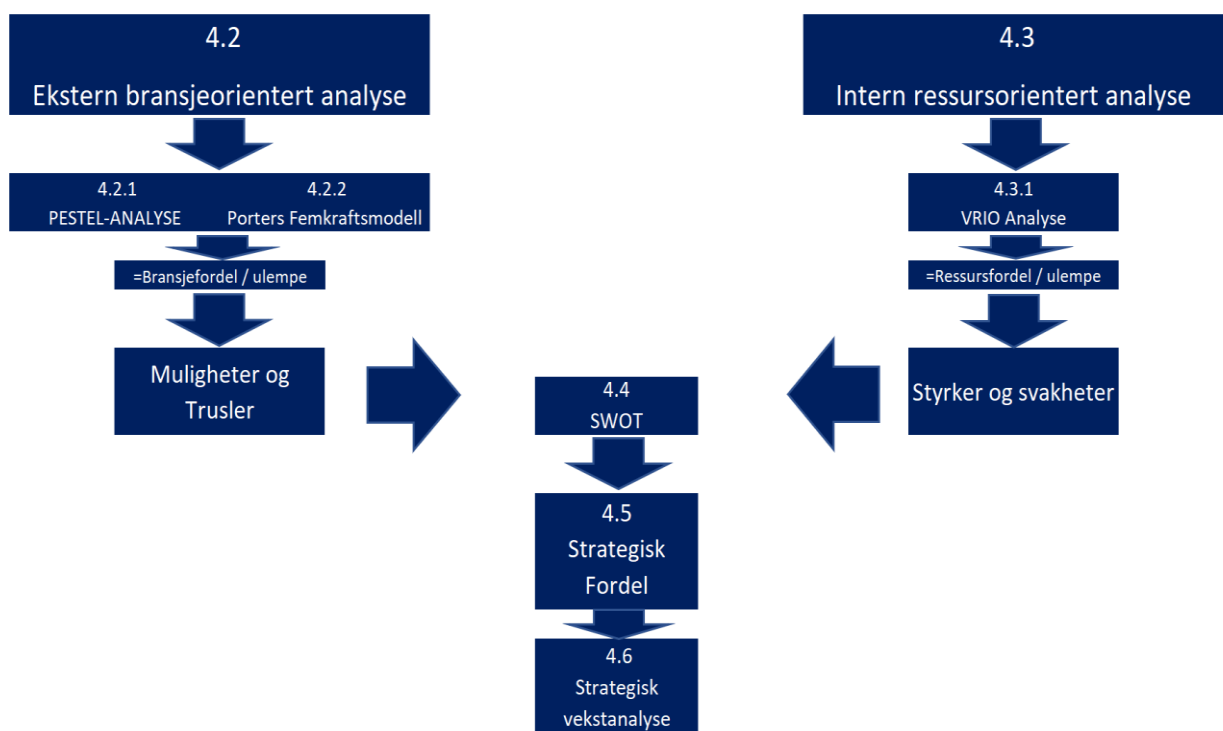 4.2
Ekstern bransjeorientert analyse
4.2.1
PESTEL-ANALYSE
4.2.2
Porters Femkraftsmodell
=Bransjefordel / ulempe
Muligheter og
Trusler
4.3
Intern ressursorientert analyse
4.3.1
VRIO Analyse
=Ressursfordel / ulempe
Styrker og svakheter
4.4
SWOT
4.5
Strategisk
Fordel
4.6
Strategisk
vekstanalyse